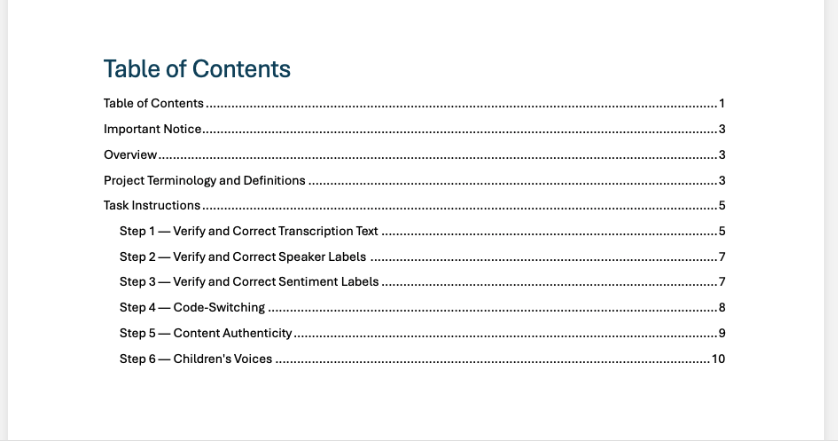 Table of Contents
Table of Contents........................................................................................................................................1
Important Notice.........................................................................................................................................3
Overview.....................................................................................................................................................3
Project Terminology and Definitions ..........................................................................................................3
Task Instructions.........................................................................................................................................5
Step 1 — Verify and Correct Transcription Text .........................................................................................5
Step 2 — Verify and Correct Speaker Labels ............................................................................................7
Step 3 — Verify and Correct Sentiment Labels..........................................................................................7
Step 4 — Code-Switching .........................................................................................................................8
Step 5 — Content Authenticity...................................................................................................................9
Step 6 — Children's Voices .....................................................................................................................10